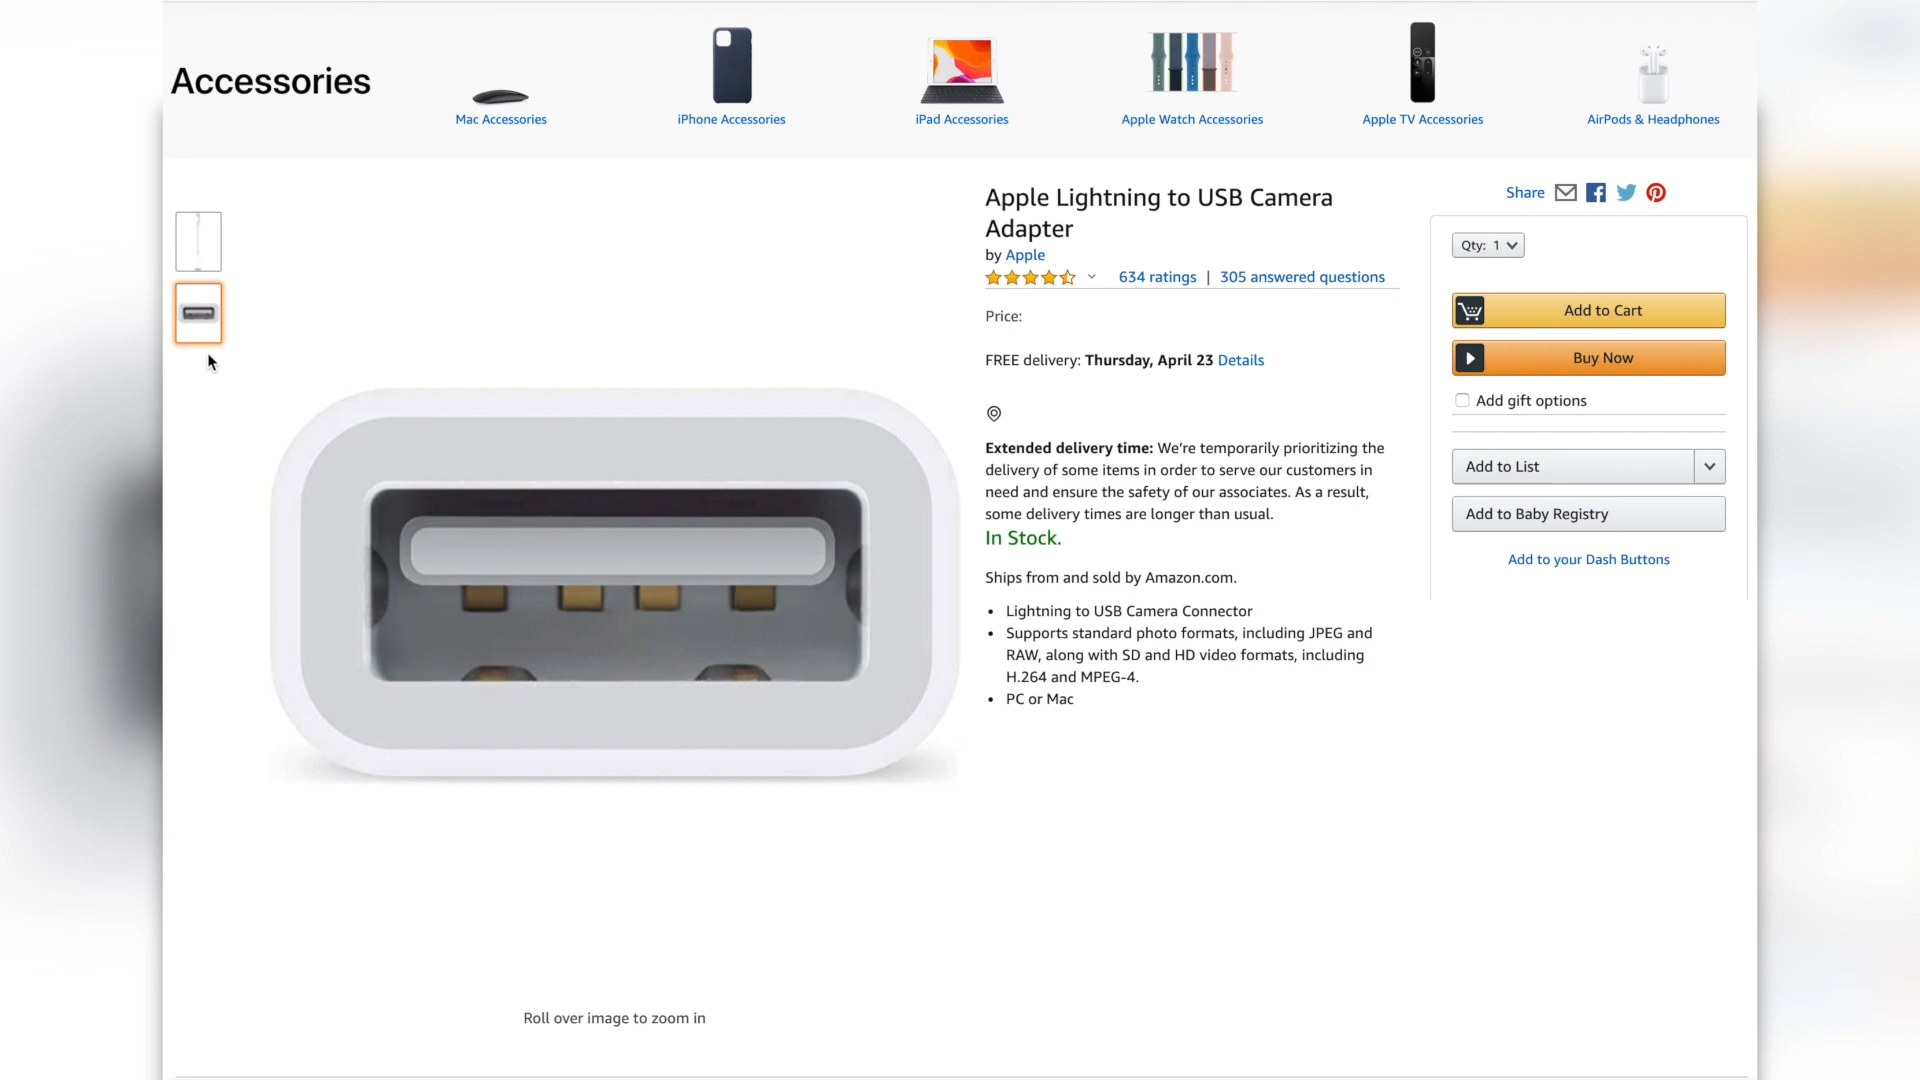 Accessories
Mac Accessories
iPhone Accessories
iPad Accessories
Apple Watch Accessories
Apple TV Accessories
AirPods & Headphones
Apple Lightning to USB Camera
Adapter
by Apple
634 ratings | 305 answered questions
Price:
FREE delivery: Thursday, April 23 Details
Extended delivery time: We're temporarily prioritizing the
delivery of some items in order to serve our customers in
need and ensure the safety of our associates. As a result,
some delivery times are longer than usual.
In Stock.
Ships from and sold by Amazon.com.
• Lightning to USB Camera Connector
• Supports standard photo formats, including JPEG and
RAW, along with SD and HD video formats, including
H.264 and MPEG-4.
• PC or Mac
Share
Qty: 1
Add to Cart
Buy Now
Add gift options
Add to List
Add to Baby Registry
Add to your Dash Buttons
Roll over image to zoom in